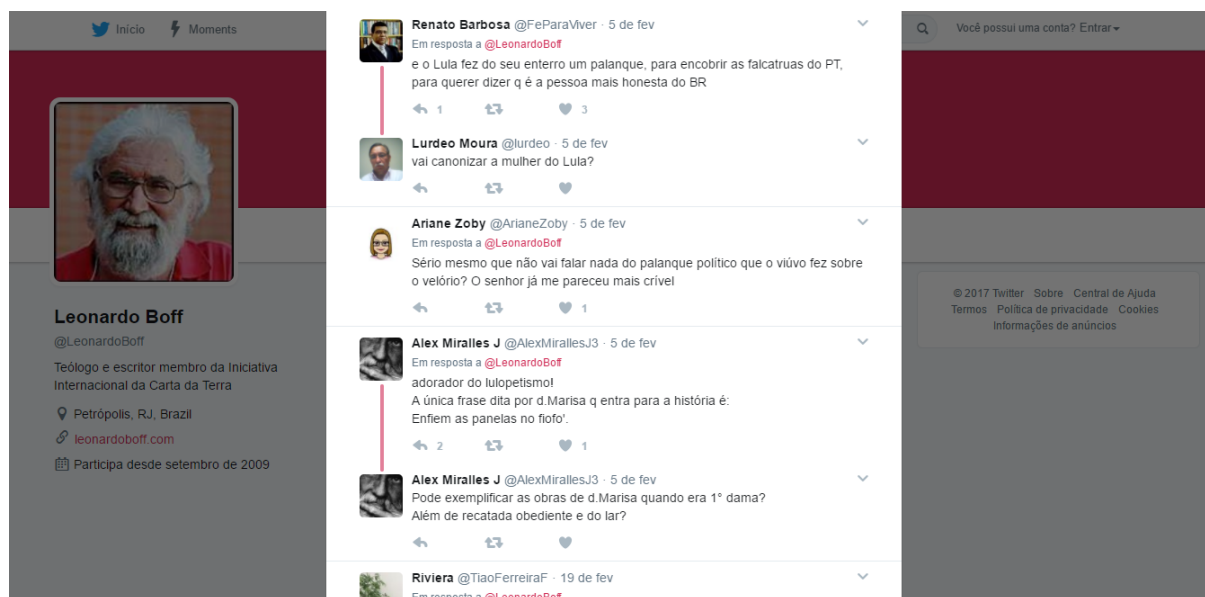 Início
Moments
Você possui uma conta? Entrar
Leonardo Boff
@LeonardoBoff
Teólogo e escritor membro da Iniciativa
Internacional da Carta da Terra
Petrópolis, RJ, Brazil
leonardoboff.com
Participa desde setembro de 2009
Renato Barbosa @FeParaViver · 5 de fev
Em resposta a @LeonardoBoff
e o Lula fez do seu enterro um palanque, para encobrir as falcatruas do PT,
para querer dizer q é a pessoa mais honesta do BR
1 3
Lurdeo Moura @lurdeo · 5 de fev
vai canonizar a mulher do Lula?
Ariane Zoby @ArianeZoby · 5 de fev
Em resposta a @LeonardoBoff
Sério mesmo que não vai falar nada do palanque político que o viúvo fez sobre
o velório? O senhor já me pareceu mais crível
1
Alex Miralles J @AlexMirallesJ3 · 5 de fev
Em resposta a @LeonardoBoff
adorador do lulopetismo!
A única frase dita por d.Marisa q entra para a história é:
Enfiem as panelas no fiofo'.
2 1
Alex Miralles J @AlexMirallesJ3 · 5 de fev
Pode exemplificar as obras de d.Marisa quando era 1° dama?
Além de recatada obediente e do lar?
Riviera @TiaoFerreiraF · 19 de fev
Em resposta a @LeonardoBoff
© 2017 Twitter Sobre Central de Ajuda
Termos Política de privacidade Cookies
Informações de anúncios